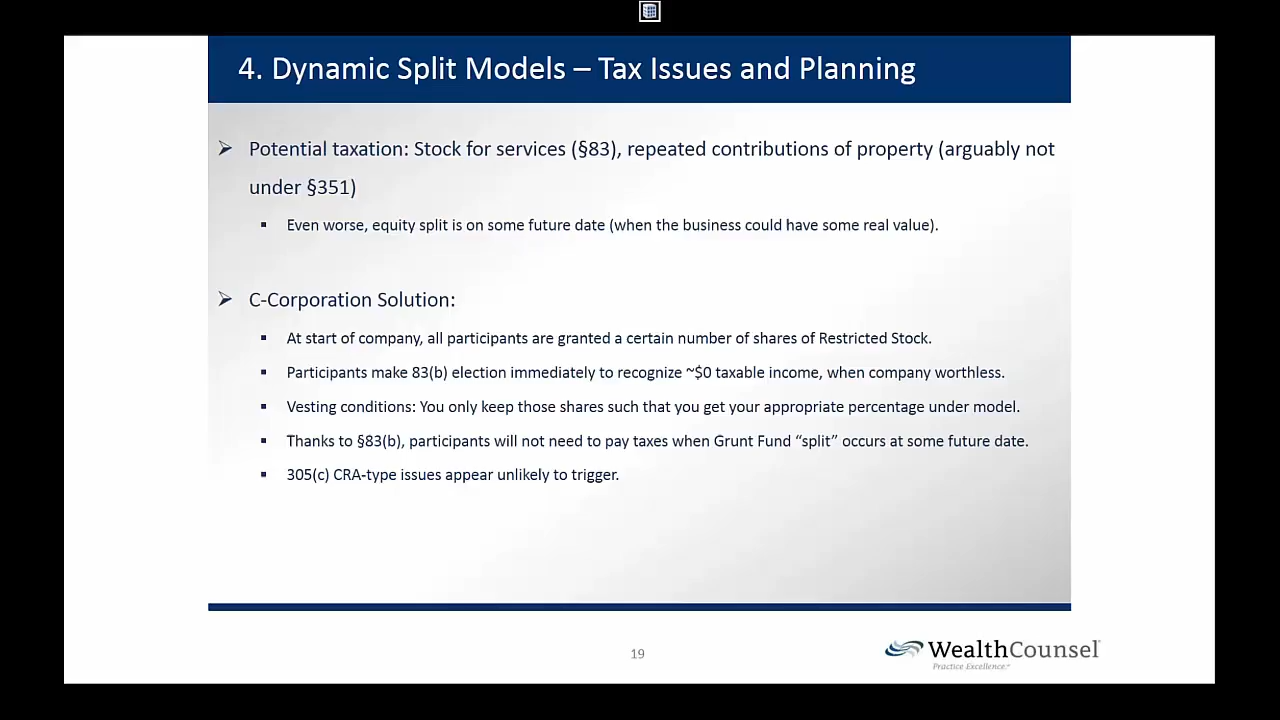 4. Dynamic Split Models – Tax Issues and Planning
Potential taxation: Stock for services (§83), repeated contributions of property (arguably not
under §351)
Even worse, equity split is on some future date (when the business could have some real value).
C-Corporation Solution:
At start of company, all participants are granted a certain number of shares of Restricted Stock.
Participants make 83(b) election immediately to recognize ~$0 taxable income, when company worthless.
Vesting conditions: You only keep those shares such that you get your appropriate percentage under model.
Thanks to §83(b), participants will not need to pay taxes when Grunt Fund “split” occurs at some future date.
305(c) CRA-type issues appear unlikely to trigger.
19
WealthCounsel
Practice Excellence.